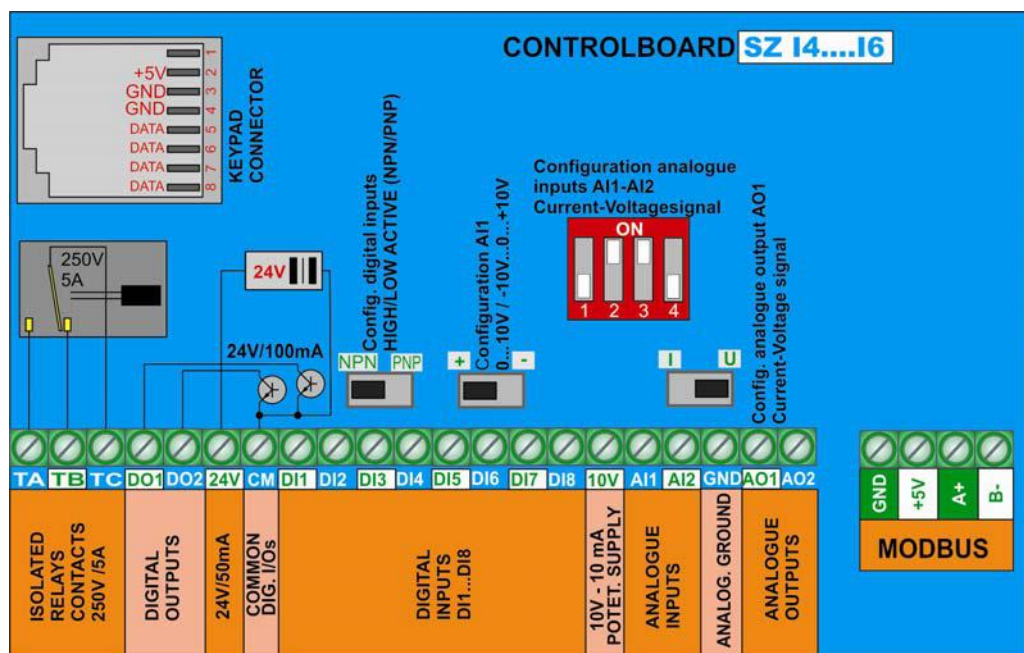 CONTROLBOARD SZ I4....I6
1
+5V 2
GND 3
GND 4
DATA 5
DATA 6
DATA 7
DATA 8
KEYPAD
CONNECTOR
250V
5A
24V
24V/100mA
Config. digital inputs
HIGH/LOW ACTIVE (NPN/PNP)
NPN PNP
Configuration AI1
0...10V / -10V...0...+10V
+ -
Configuration analogue
inputs AI1-AI2
Current-Voltagesignal
ON
1 2 3 4
I U
Config. analogue output AO1
Current-Voltage signal
TA TB TC DO1 DO2 24V CM DI1 DI2 DI3 DI4 DI5 DI6 DI7 DI8 10V AI1 AI2 GND AO1 AO2
ISOLATED
RELAYS
CONTACTS
250V /5A
DIGITAL
OUTPUTS
24V/50mA
COMMON
DIG. I/Os
DIGITAL
INPUTS
DI1...DI8
10V - 10 mA
POTET. SUPPLY
ANALOGUE
INPUTS
ANALOG. GROUND
ANALOGUE
OUTPUTS
GND +5V A+ B-
MODBUS